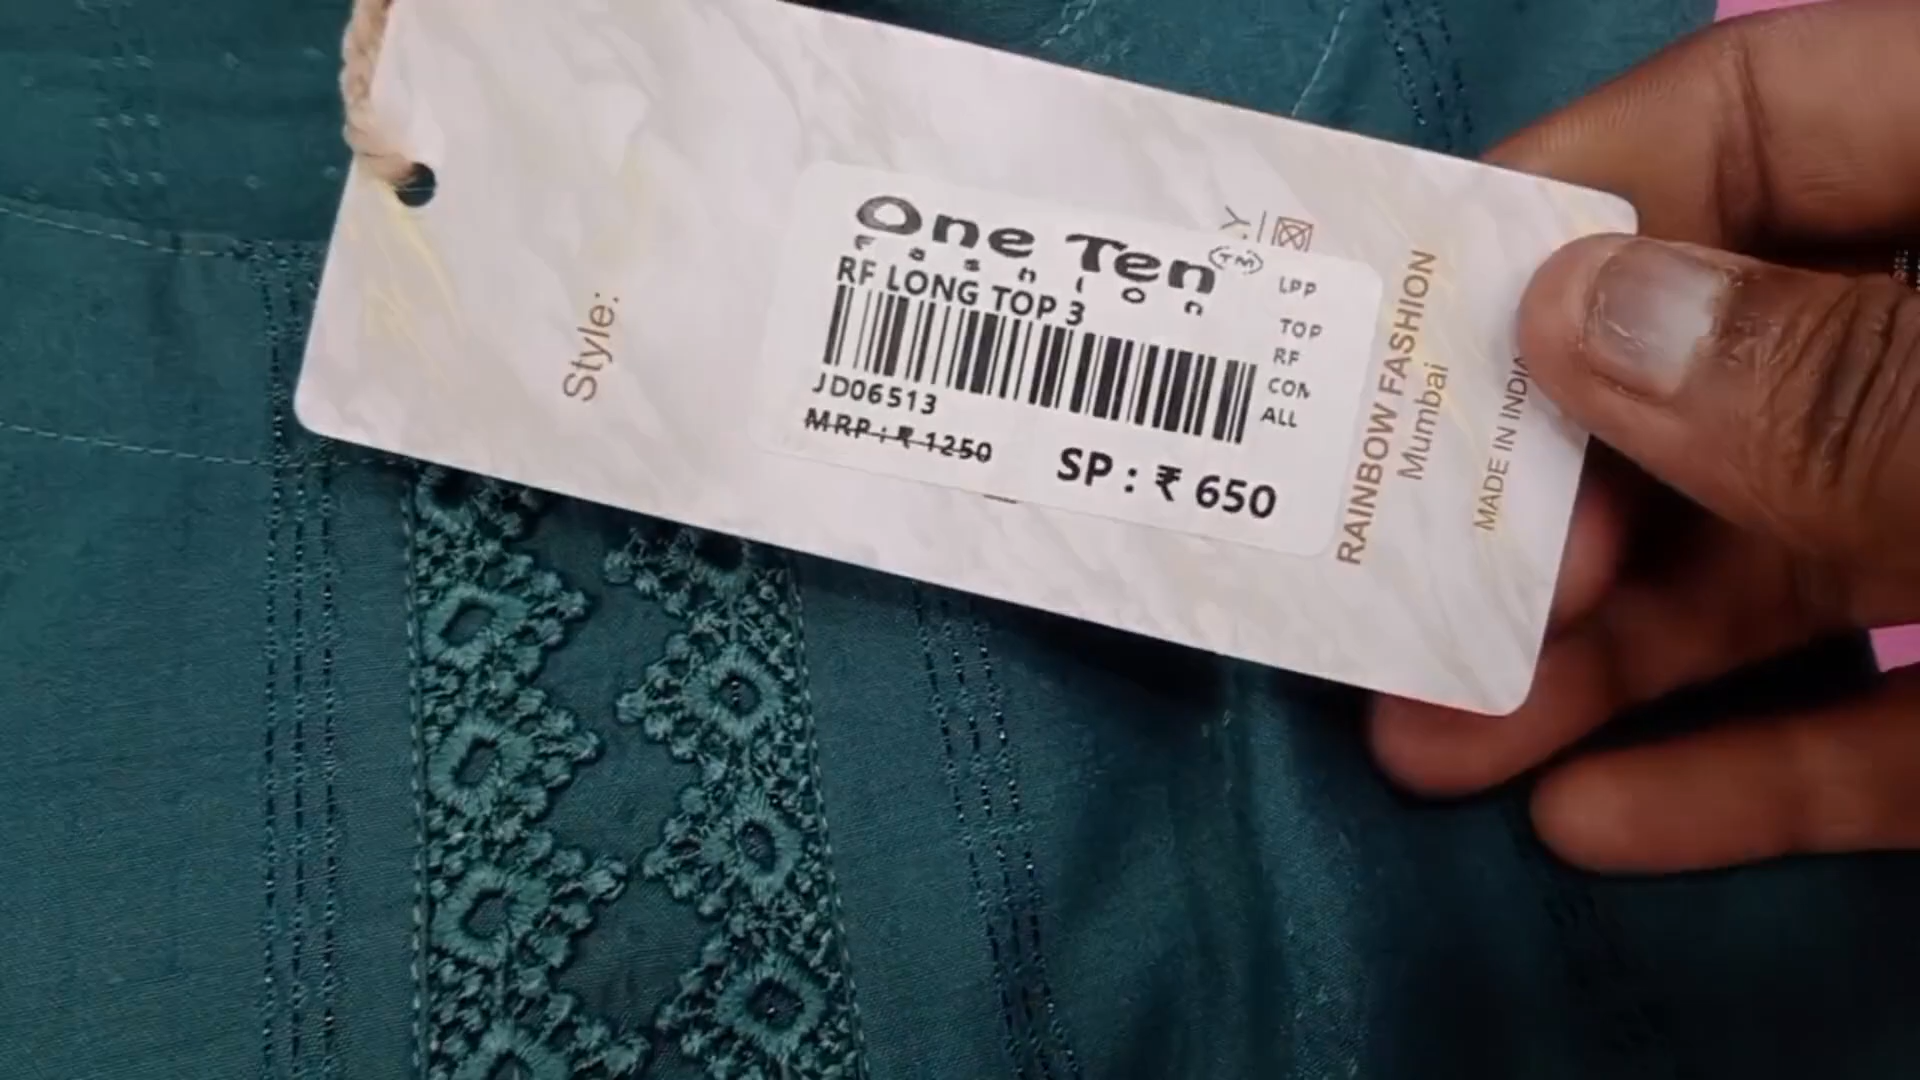 Style:
One Ten
(TM)
Fashion
RF LONG TOP 3
JD06513
MRP : ₹ 1250
SP : ₹ 650
LPP
TOP
RF
CON
ALL
RAINBOW FASHION
Mumbai
MADE IN INDIA